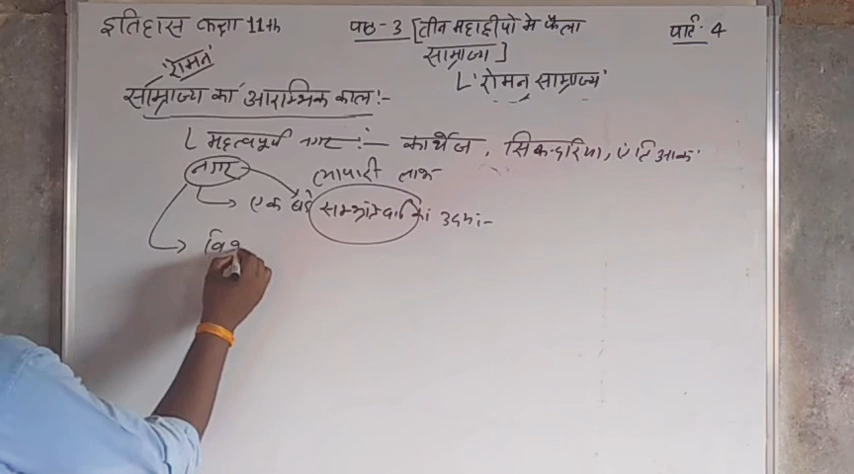 इतिहास कक्षा 11th
पाठ-3 [तीन महाद्वीपों में फैला
साम्राज्य]
पार्ट-4
'रोमन साम्राज्य'
'रोमन'
साम्राज्य का आरम्भिक काल:-
महत्वपूर्ण नगर:- कार्थेज, सिकन्दरिया, एंटिआक
नगर
व्यापारी लाभ
एक बड़े का उदय:-